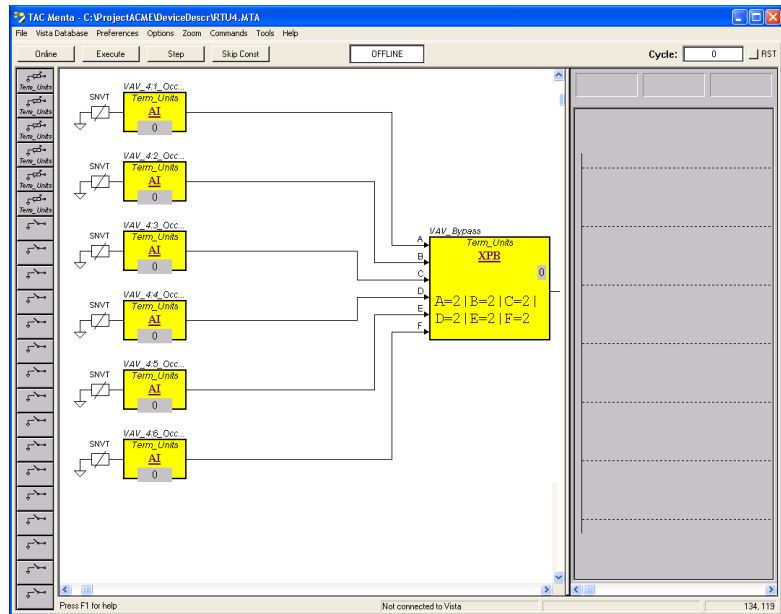 TAC Menta - C:\ProjectACME\DeviceDescr\RTU4.MTA
File Vista Database Preferences Options Zoom Commands Tools Help
Online Execute Step Skip Const OFFLINE Cycle: 0 RST
Term_Units
Term_Units
Term_Units
Term_Units
Term_Units
Term_Units
VAV_4:1_Occ...
SNVT
Term_Units
AI
0
VAV_4:2_Occ...
SNVT
Term_Units
AI
0
VAV_4:3_Occ...
SNVT
Term_Units
AI
0
VAV_4:4_Occ...
SNVT
Term_Units
AI
0
VAV_4:5_Occ...
SNVT
Term_Units
AI
0
VAV_4:6_Occ...
SNVT
Term_Units
AI
0
VAV_Bypass
Term_Units
XPB
0
A
B
C
D
E
F
A=2|B=2|C=2|
D=2|E=2|F=2
Press F1 for help Not connected to Vista 134, 119